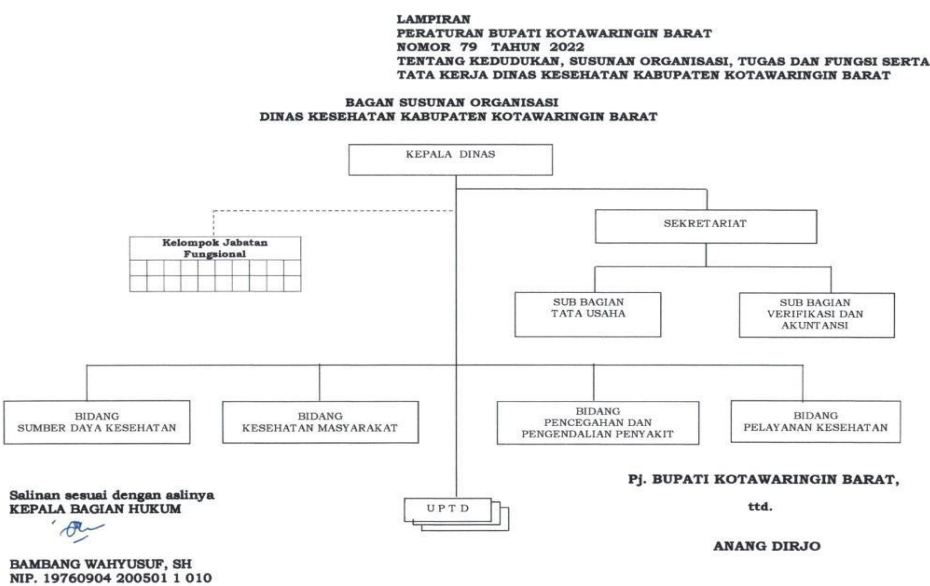 LAMPIRAN
PERATURAN BUPATI KOTAWARINGIN BARAT
NOMOR 79 TAHUN 2022
TENTANG KEDUDUKAN, SUSUNAN ORGANISASI, TUGAS DAN FUNGSI SERTA
TATA KERJA DINAS KESEHATAN KABUPATEN KOTAWARINGIN BARAT
BAGAN SUSUNAN ORGANISASI
DINAS KESEHATAN KABUPATEN KOTAWARINGIN BARAT
KEPALA DINAS
SEKRETARIAT
Kelompok Jabatan
Fungsional
SUB BAGIAN
TATA USAHA
SUB BAGIAN
VERIFIKASI DAN
AKUNTANSI
BIDANG
SUMBER DAYA KESEHATAN
BIDANG
KESEHATAN MASYARAKAT
BIDANG
PENCEGAHAN DAN
PENGENDALIAN PENYAKIT
BIDANG
PELAYANAN KESEHATAN
UPTD
Salinan sesuai dengan aslinya
KEPALA BAGIAN HUKUM
BAMBANG WAHYUSUF, SH
NIP. 19760904 200501 1 010
Pj. BUPATI KOTAWARINGIN BARAT,
ttd.
ANANG DIRJO